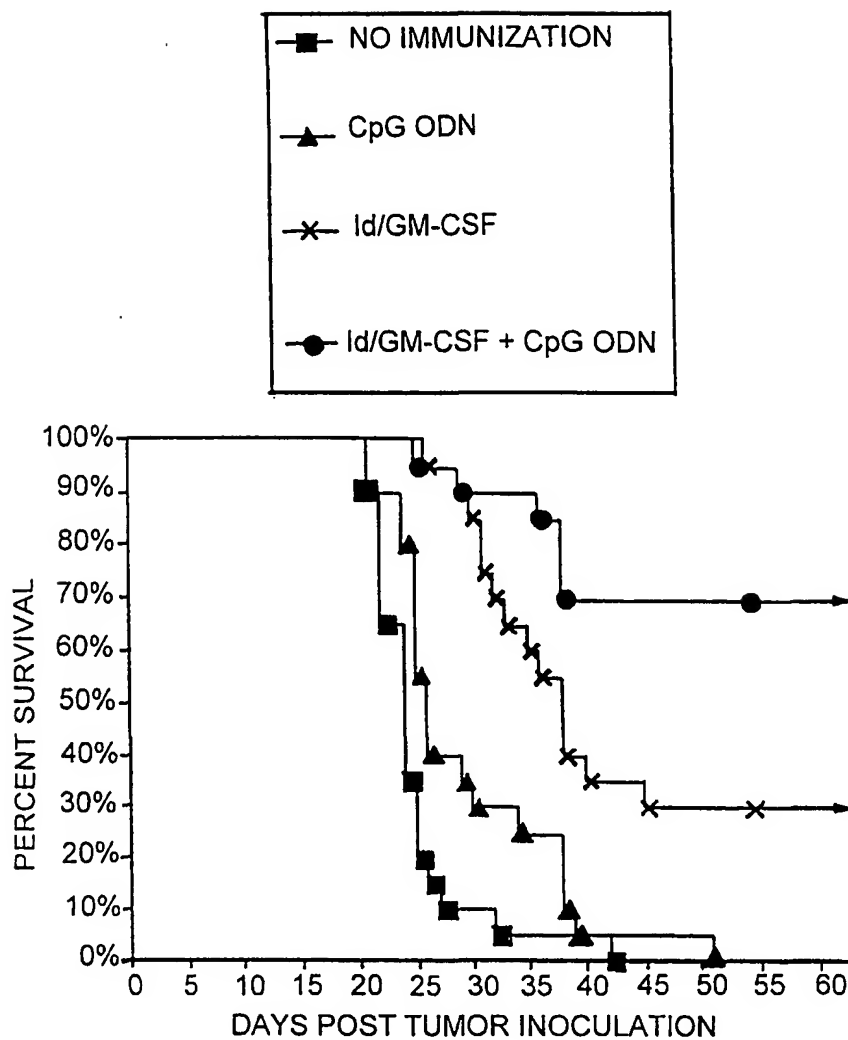 NO IMMUNIZATION
CpG ODN
Id/GM-CSF
Id/GM-CSF + CpG ODN
100%
90%
80%
70%
60%
50%
40%
30%
20%
10%
0%
PERCENT SURVIVAL
0 5 10 15 20 25 30 35 40 45 50 55 60
DAYS POST TUMOR INOCULATION